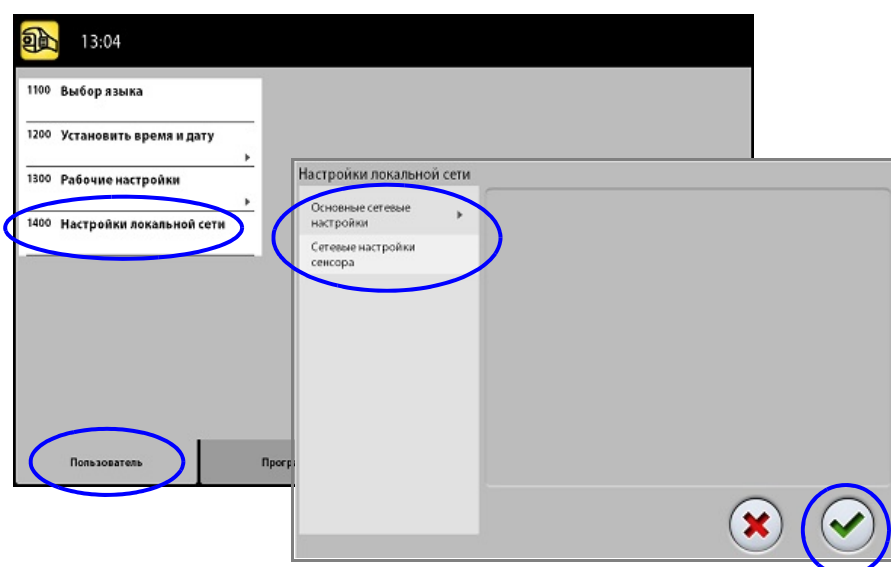 13:04
1100 Выбор языка
1200 Установить время и дату
1300 Рабочие настройки
1400 Настройки локальной сети
Пользователь
Настройки локальной сети
Основные сетевые
настройки
Сетевые настройки
сенсора